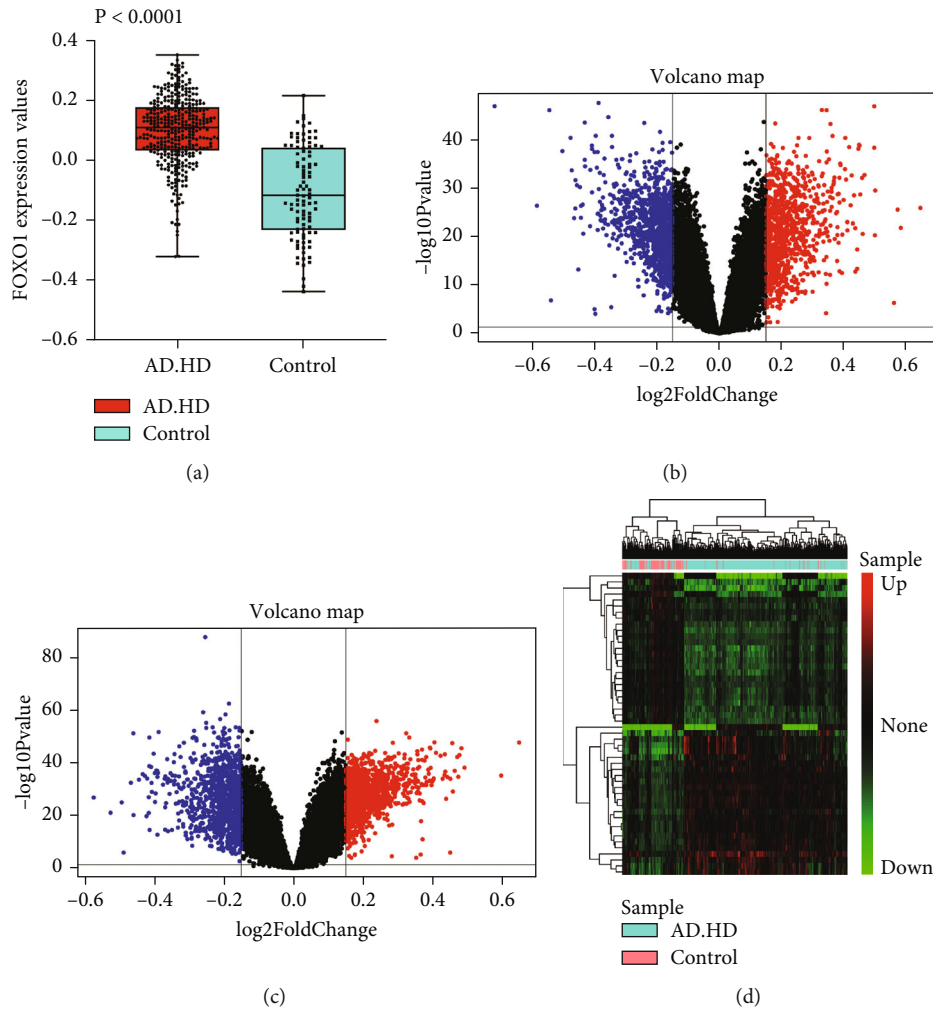 P < 0.0001
FOXO1 expression values
0.4
0.2
0.0
−0.2
−0.4
−0.6
AD.HD
Control
AD.HD
Control
(a)
Volcano map
−log10Pvalue
40
30
20
10
0
−0.6
−0.4
−0.2
0.0
0.2
0.4
0.6
log2FoldChange
(b)
Volcano map
−log10Pvalue
80
60
40
20
0
−0.6
−0.4
−0.2
0.0
0.2
0.4
0.6
log2FoldChange
(c)
Sample
Up
None
Down
Sample
AD.HD
Control
(d)